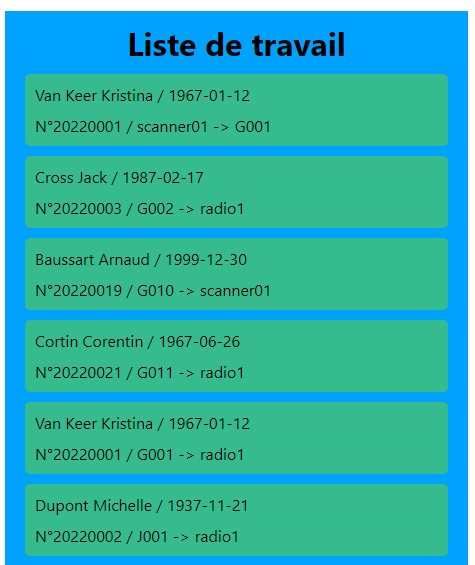 Liste de travail
Van Keer Kristina / 1967-01-12
N°20220001 / scanner01 -> G001
Cross Jack / 1987-02-17
N°20220003 / G002 -> radio1
Baussart Arnaud / 1999-12-30
N°20220019 / G010 -> scanner01
Cortin Corentin / 1967-06-26
N°20220021 / G011 -> radio1
Van Keer Kristina / 1967-01-12
N°20220001 / G001 -> radio1
Dupont Michelle / 1937-11-21
N°20220002 / J001 -> radio1